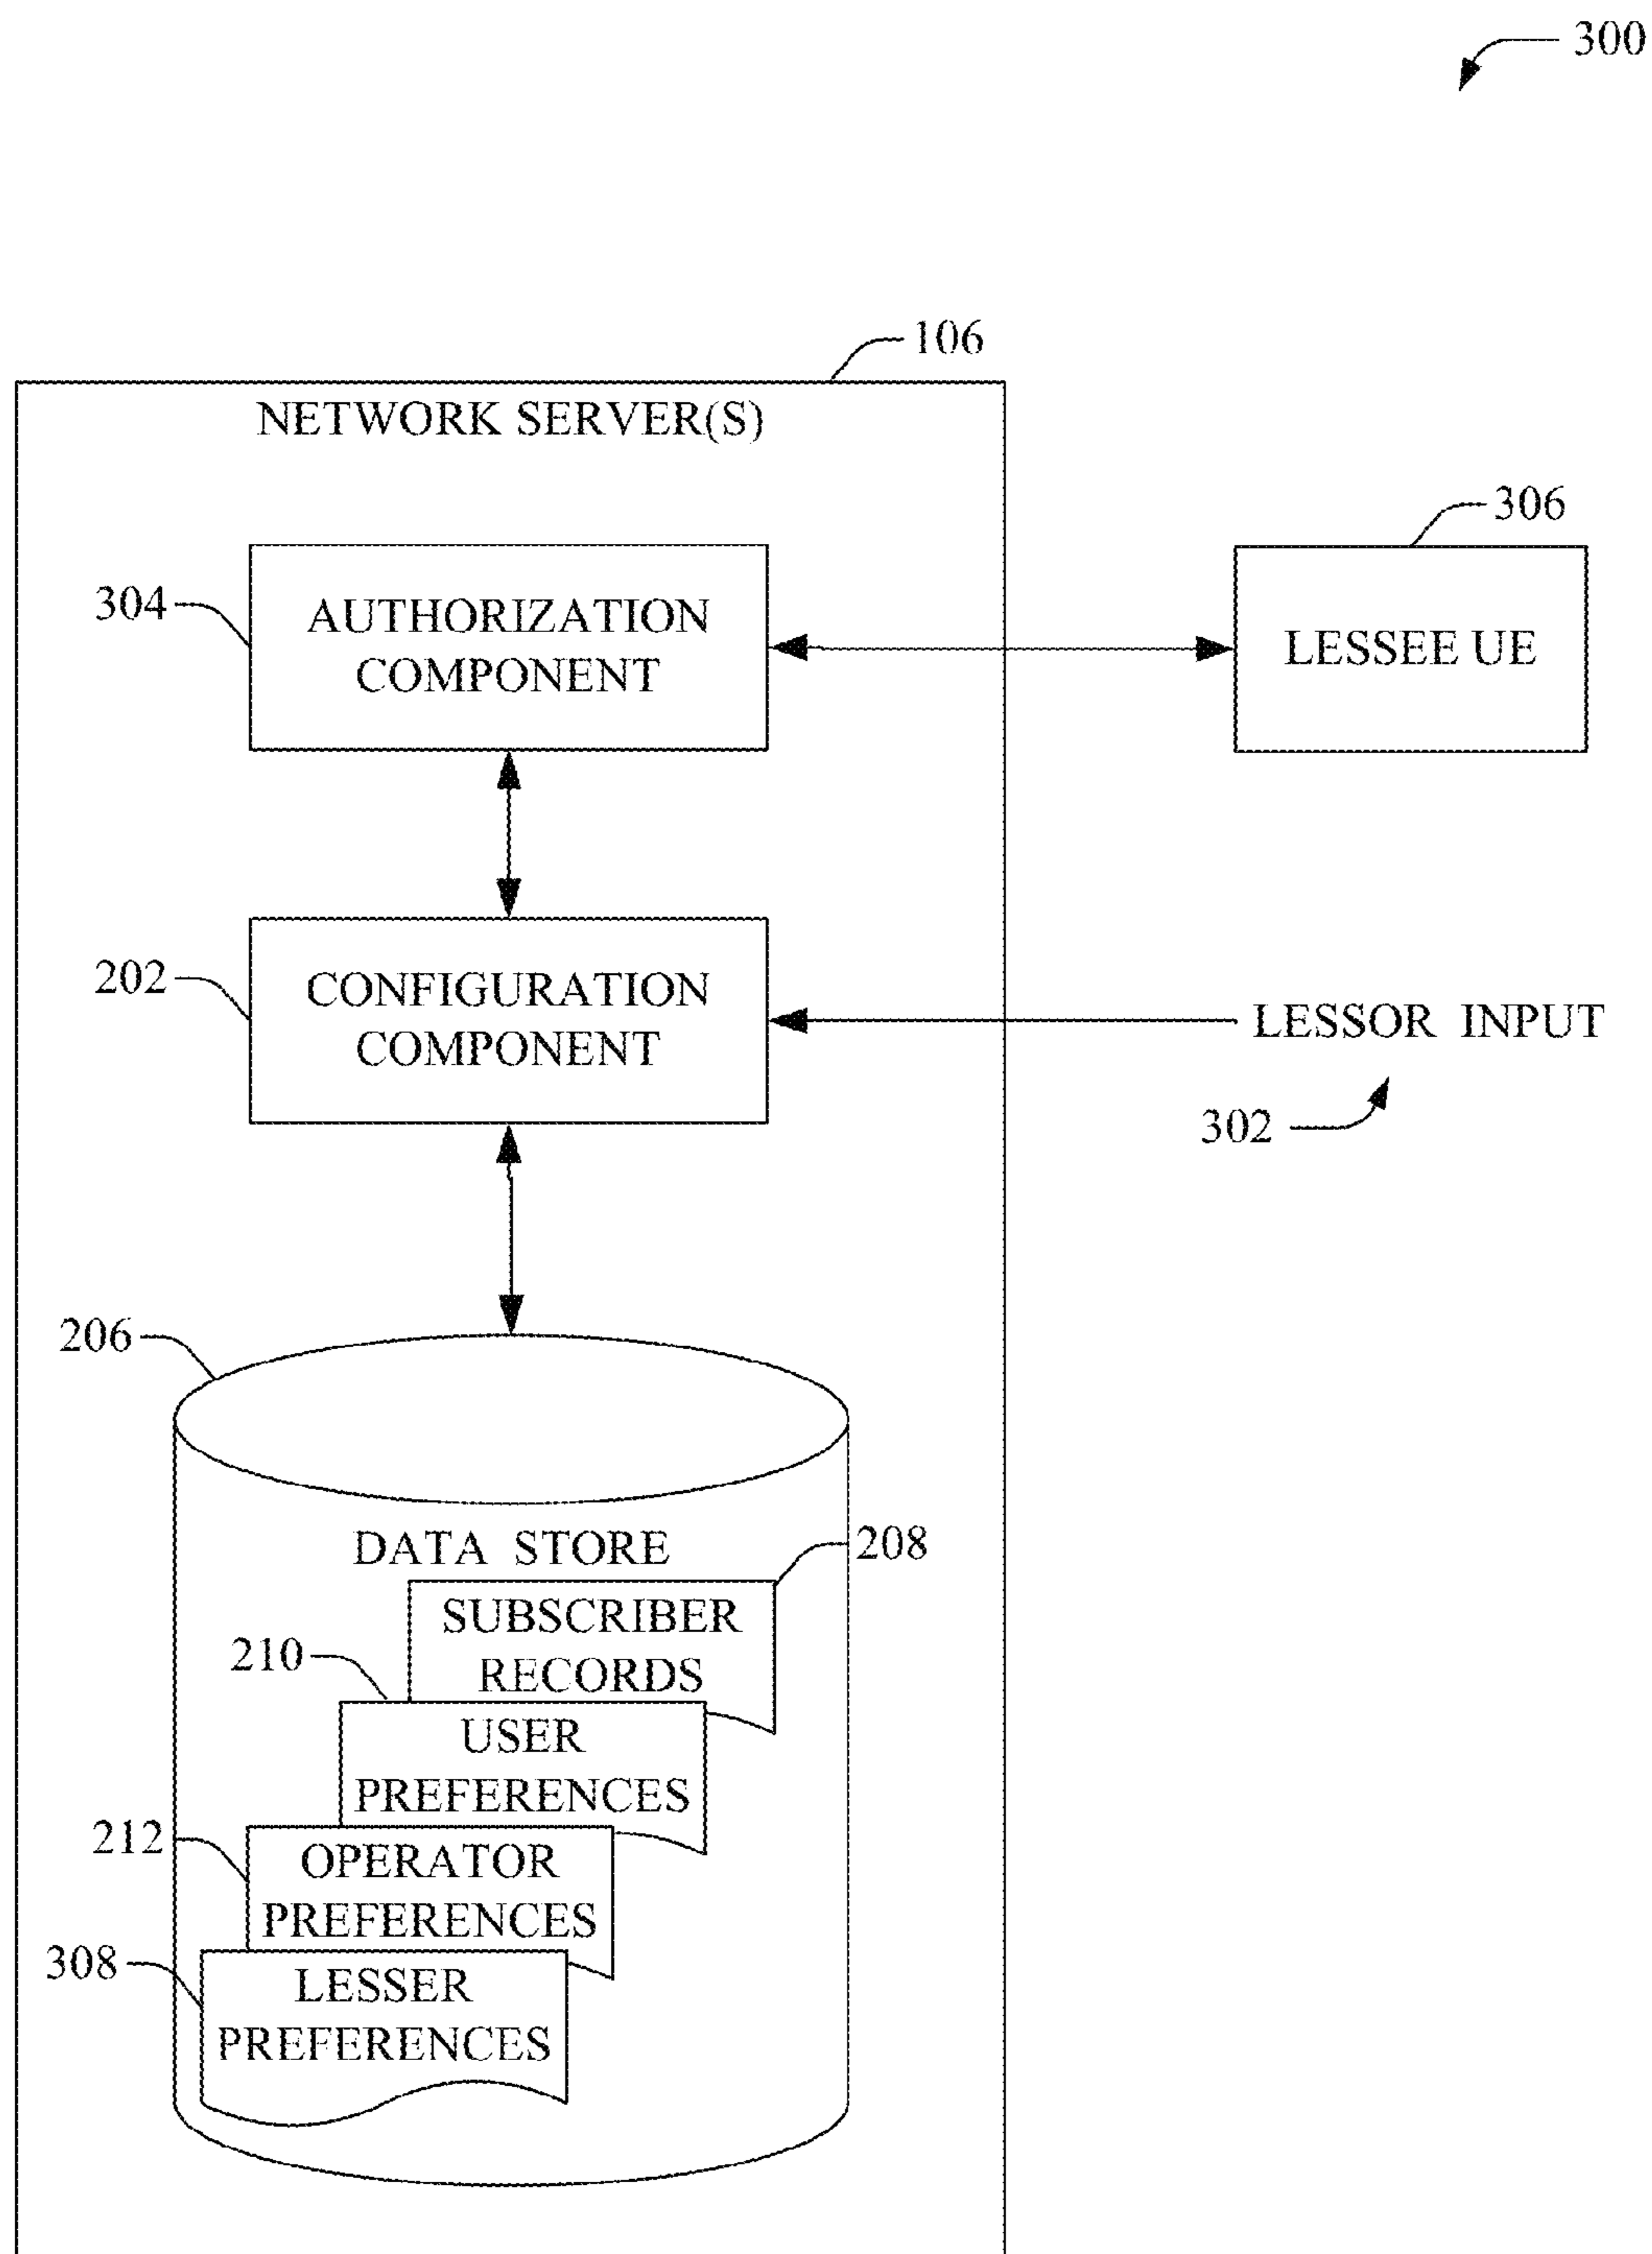 300
106
NETWORK SERVER(S)
306
304
AUTHORIZATION
COMPONENT
LESSEE UE
202
CONFIGURATION
COMPONENT
LESSOR INPUT
302
206
DATA STORE
208
SUBSCRIBER
RECORDS
210
USER
PREFERENCES
212
OPERATOR
PREFERENCES
308
LESSER
PREFERENCES